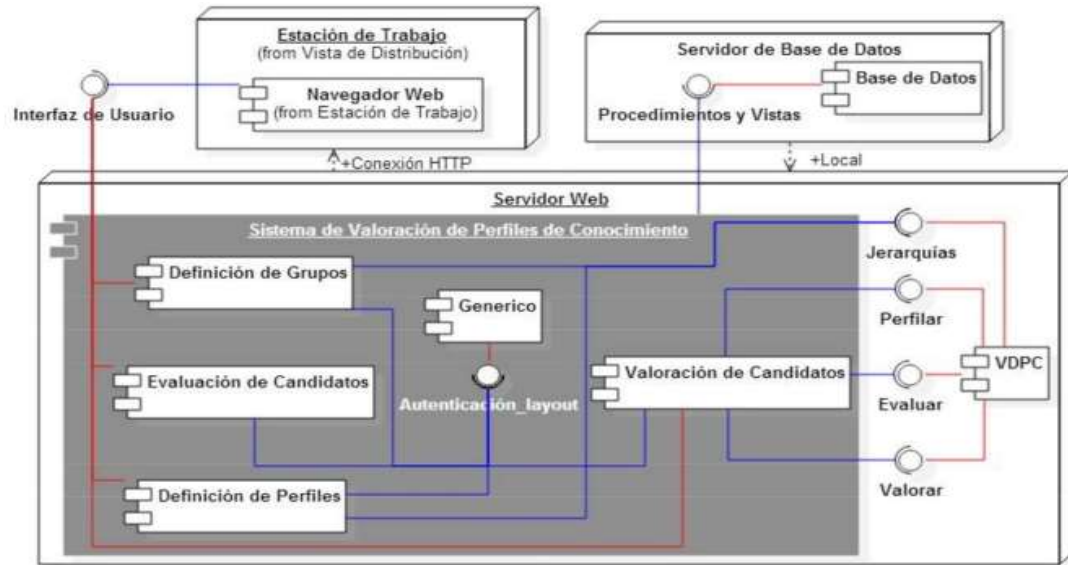 Estación de Trabajo
(from Vista de Distribución)
Navegador Web
(from Estación de Trabajo)
Interfaz de Usuario
Servidor de Base de Datos
Base de Datos
Procedimientos y Vistas
+Conexión HTTP
+Local
Servidor Web
Sistema de Valoración de Perfiles de Conocimiento
Definición de Grupos
Generico
Autenticación_layout
Evaluación de Candidatos
Valoración de Candidatos
Definición de Perfiles
Jerarquías
Perfilar
VDPC
Evaluar
Valorar